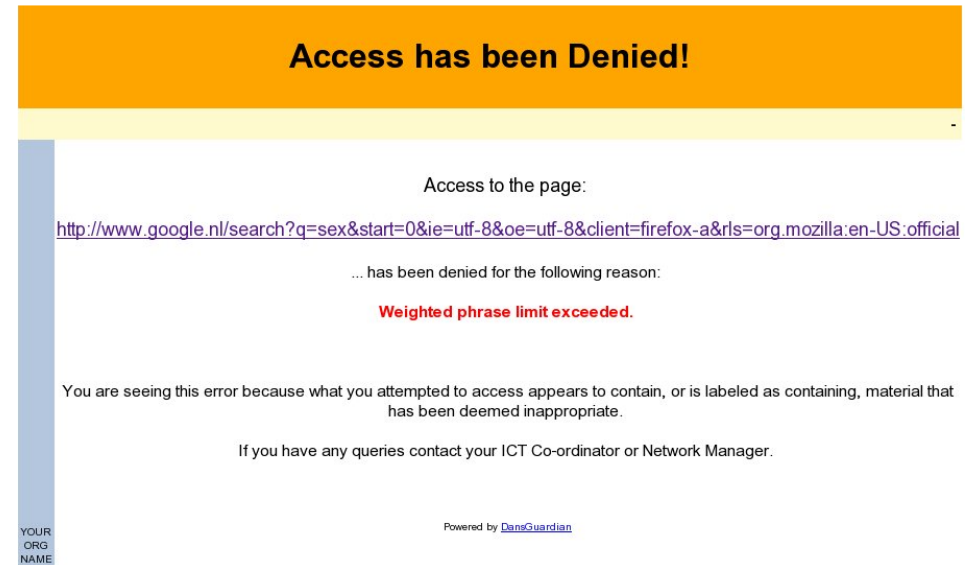 Access has been Denied!
-
Access to the page:
http://www.google.nl/search?q=sex&start=0&ie=utf-8&oe=utf-8&client=firefox-a&rls=org.mozilla:en-US:official
... has been denied for the following reason:
Weighted phrase limit exceeded.
You are seeing this error because what you attempted to access appears to contain, or is labeled as containing, material that
has been deemed inappropriate.
If you have any queries contact your ICT Co-ordinator or Network Manager.
Powered by DansGuardian
YOUR
ORG
NAME